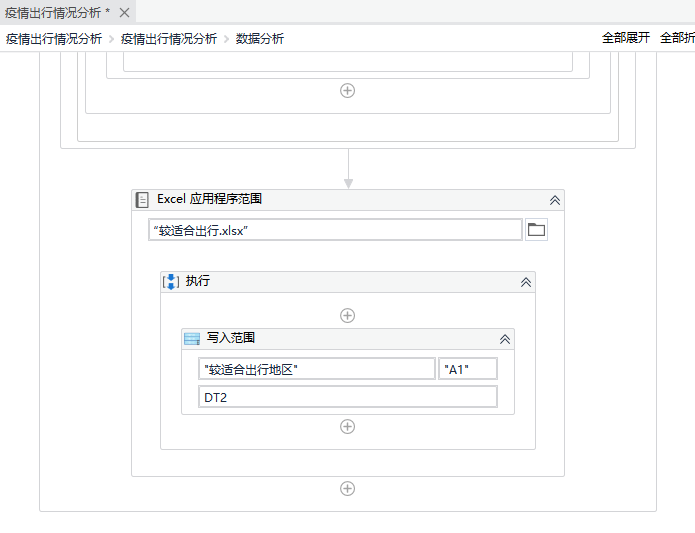 疫情出行情况分析 *
疫情出行情况分析 疫情出行情况分析 数据分析 全部展开 全部折
Excel 应用程序范围
“较适合出行.xlsx”
执行
写入范围
"较适合出行地区" "A1"
DT2